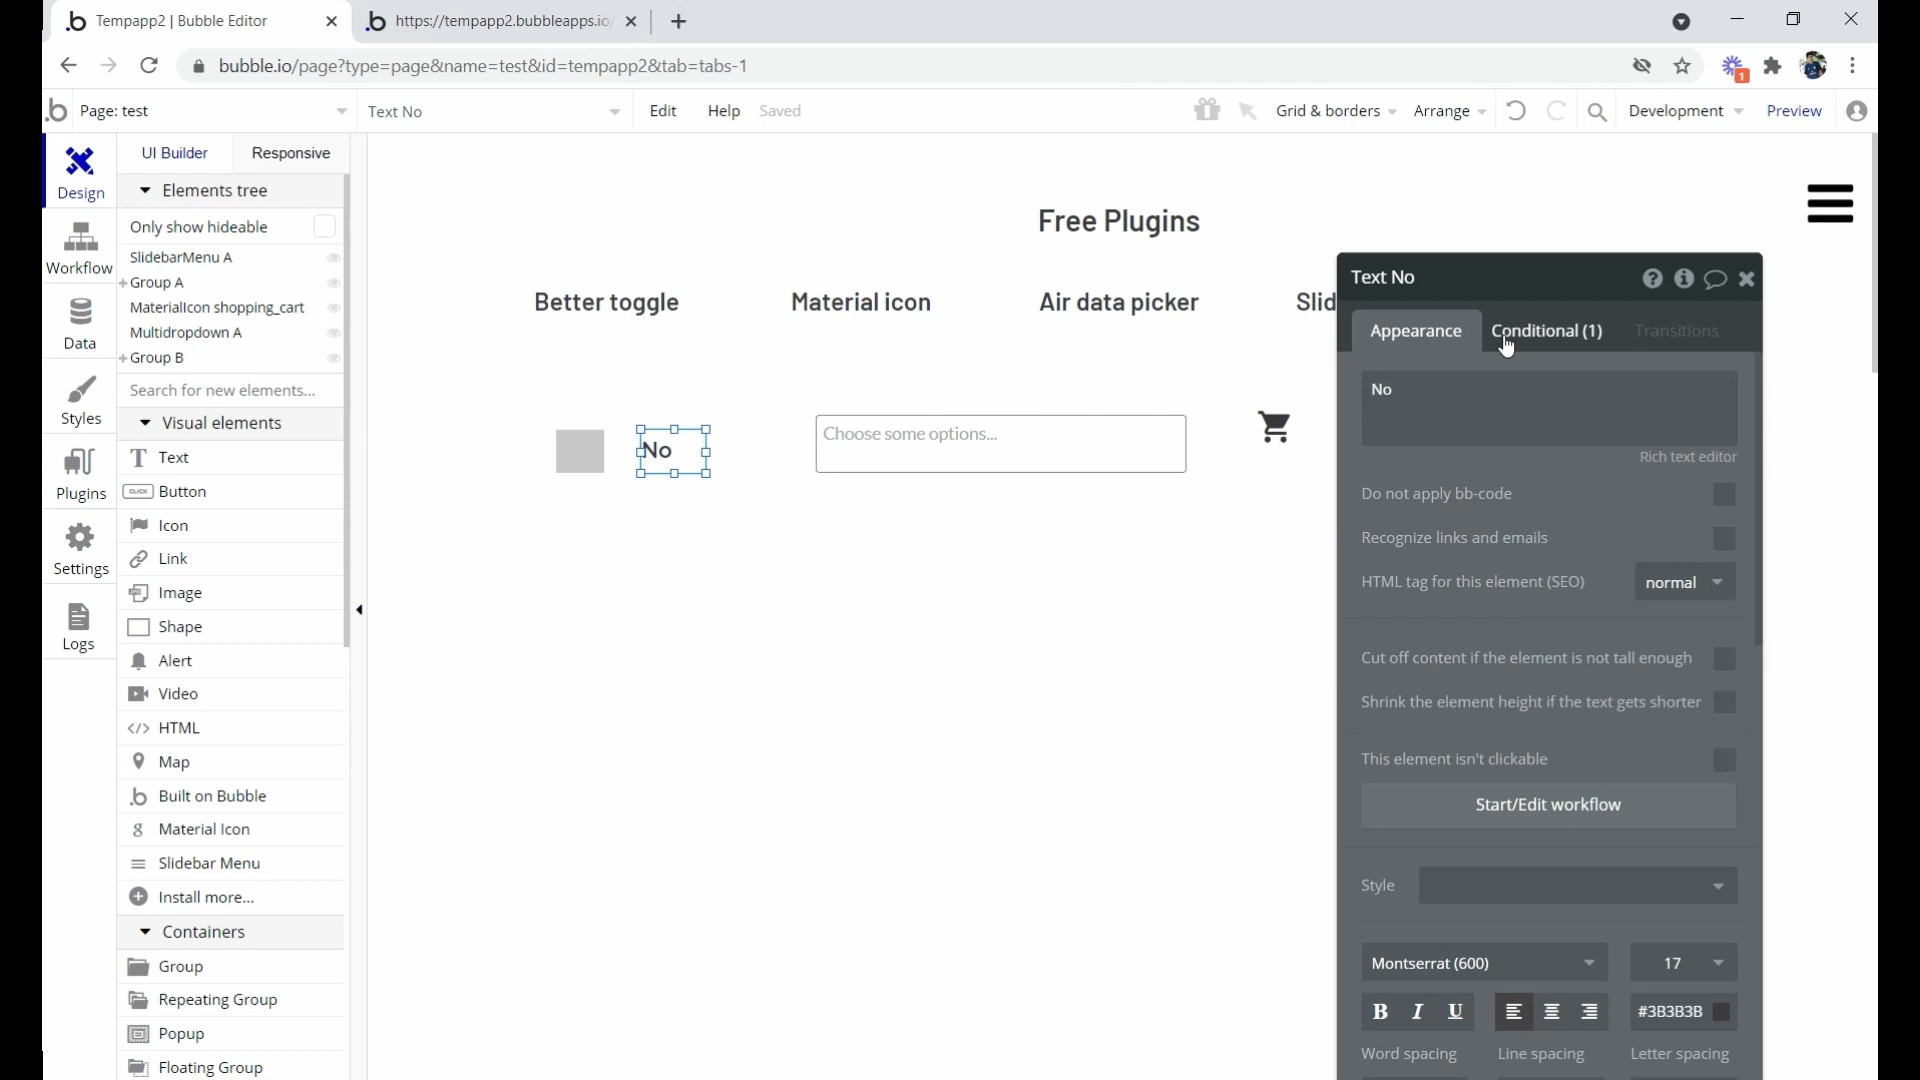 Tempapp2 | Bubble Editor
https://tempapp2.bubbleapps.io/
bubble.io/page?type=page&name=test&id=tempapp2&tab=tabs-1
1
Page: test
Text No
Edit
Help
Saved
Grid & borders
Arrange
Development
Preview
Design
Workflow
Data
Styles
Plugins
Settings
Logs
UI Builder
Responsive
Elements tree
Only show hideable
SlidebarMenu A
Group A
MaterialIcon shopping_cart
Multidropdown A
Group B
Search for new elements...
Visual elements
Text
CLICK Button
Icon
Link
Image
Shape
Alert
Video
HTML
Map
Built on Bubble
Material Icon
Slidebar Menu
Install more...
Containers
Group
Repeating Group
Popup
Floating Group
Free Plugins
Better toggle
Material icon
Air data picker
Slid
No
Choose some options...
Text No
Appearance
Conditional (1)
Transitions
No
Rich text editor
Do not apply bb-code
Recognize links and emails
HTML tag for this element (SEO)
normal
Cut off content if the element is not tall enough
Shrink the element height if the text gets shorter
This element isn't clickable
Start/Edit workflow
Style
Montserrat (600)
17
B I U
#3B3B3B
Word spacing
Line spacing
Letter spacing